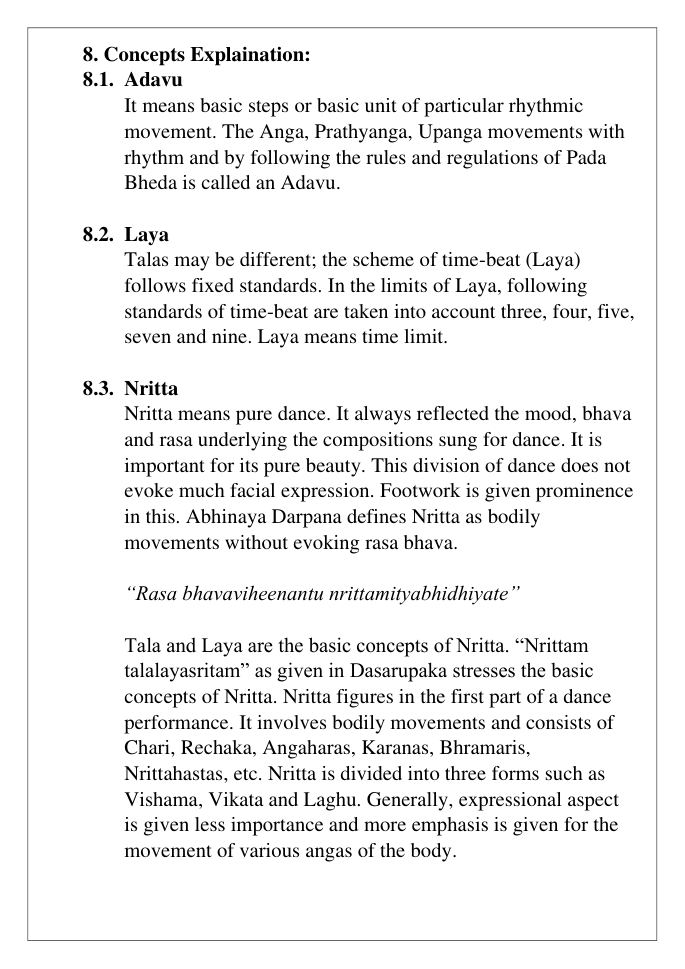 8. Concepts Explaination:
8.1. Adavu
It means basic steps or basic unit of particular rhythmic
movement. The Anga, Prathyanga, Upanga movements with
rhythm and by following the rules and regulations of Pada
Bheda is called an Adavu.
8.2. Laya
Talas may be different; the scheme of time-beat (Laya)
follows fixed standards. In the limits of Laya, following
standards of time-beat are taken into account three, four, five,
seven and nine. Laya means time limit.
8.3. Nritta
Nritta means pure dance. It always reflected the mood, bhava
and rasa underlying the compositions sung for dance. It is
important for its pure beauty. This division of dance does not
evoke much facial expression. Footwork is given prominence
in this. Abhinaya Darpana defines Nritta as bodily
movements without evoking rasa bhava.
“Rasa bhavaviheenantu nrittamityabhidhiyate”
Tala and Laya are the basic concepts of Nritta. “Nrittam
talalayasritam” as given in Dasarupaka stresses the basic
concepts of Nritta. Nritta figures in the first part of a dance
performance. It involves bodily movements and consists of
Chari, Rechaka, Angaharas, Karanas, Bhramaris,
Nrittahastas, etc. Nritta is divided into three forms such as
Vishama, Vikata and Laghu. Generally, expressional aspect
is given less importance and more emphasis is given for the
movement of various angas of the body.